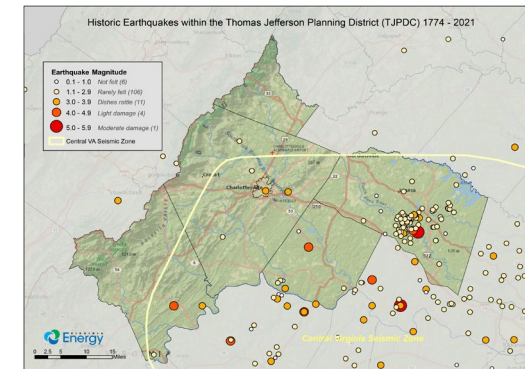 Historic Earthquakes within the Thomas Jefferson Planning District (TJPDC) 1774 - 2021
Earthquake Magnitude
0.1 - 1.0 Not felt (6)
1.1 - 2.9 Rarely felt (106)
3.0 - 3.9 Dishes rattle (11)
4.0 - 4.9 Light damage (4)
5.0 - 5.9 Moderate damage (1)
Central VA Seismic Zone
Charlottesville
Central Virginia Seismic Zone
VIRGINIA
Energy
0 2.5 5 10 15
Miles